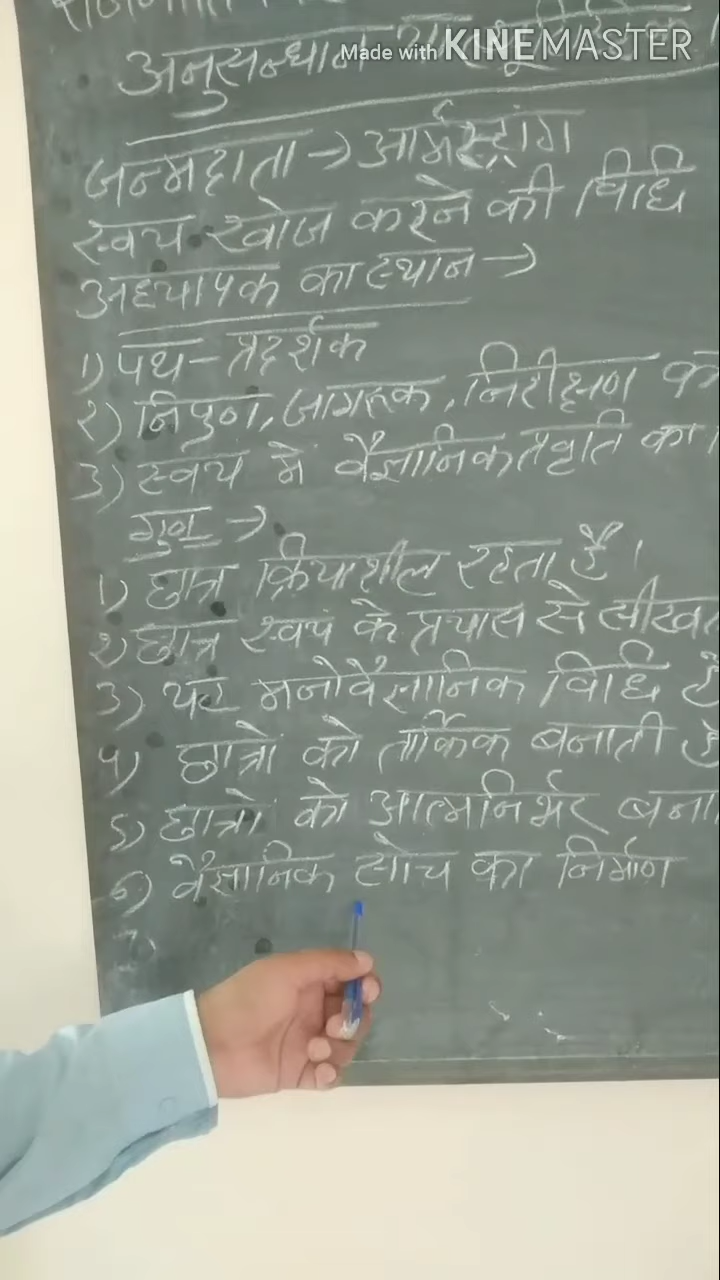 अनुसन्धान या ह्यूरिस्टिक
Made with KINEMASTER
जन्मदाता → आर्मस्ट्रांग
स्वयं खोज करने की विधि
अध्यापक का स्थान →
1) पथ - प्रदर्शक
2) निपुण, जागरूक, निरीक्षण
3) स्वयं में वैज्ञानिक प्रवृति का
गुण →
1) छात्र क्रियाशील रहता है।
2) छात्र स्वयं के प्रयास से सीखत
3) यह मनोवैज्ञानिक विधि है
4) छात्रो को तार्किक बनाती है
5) छात्रो को आत्मनिर्भर बना
6) वैज्ञानिक सोच का निर्माण
7)